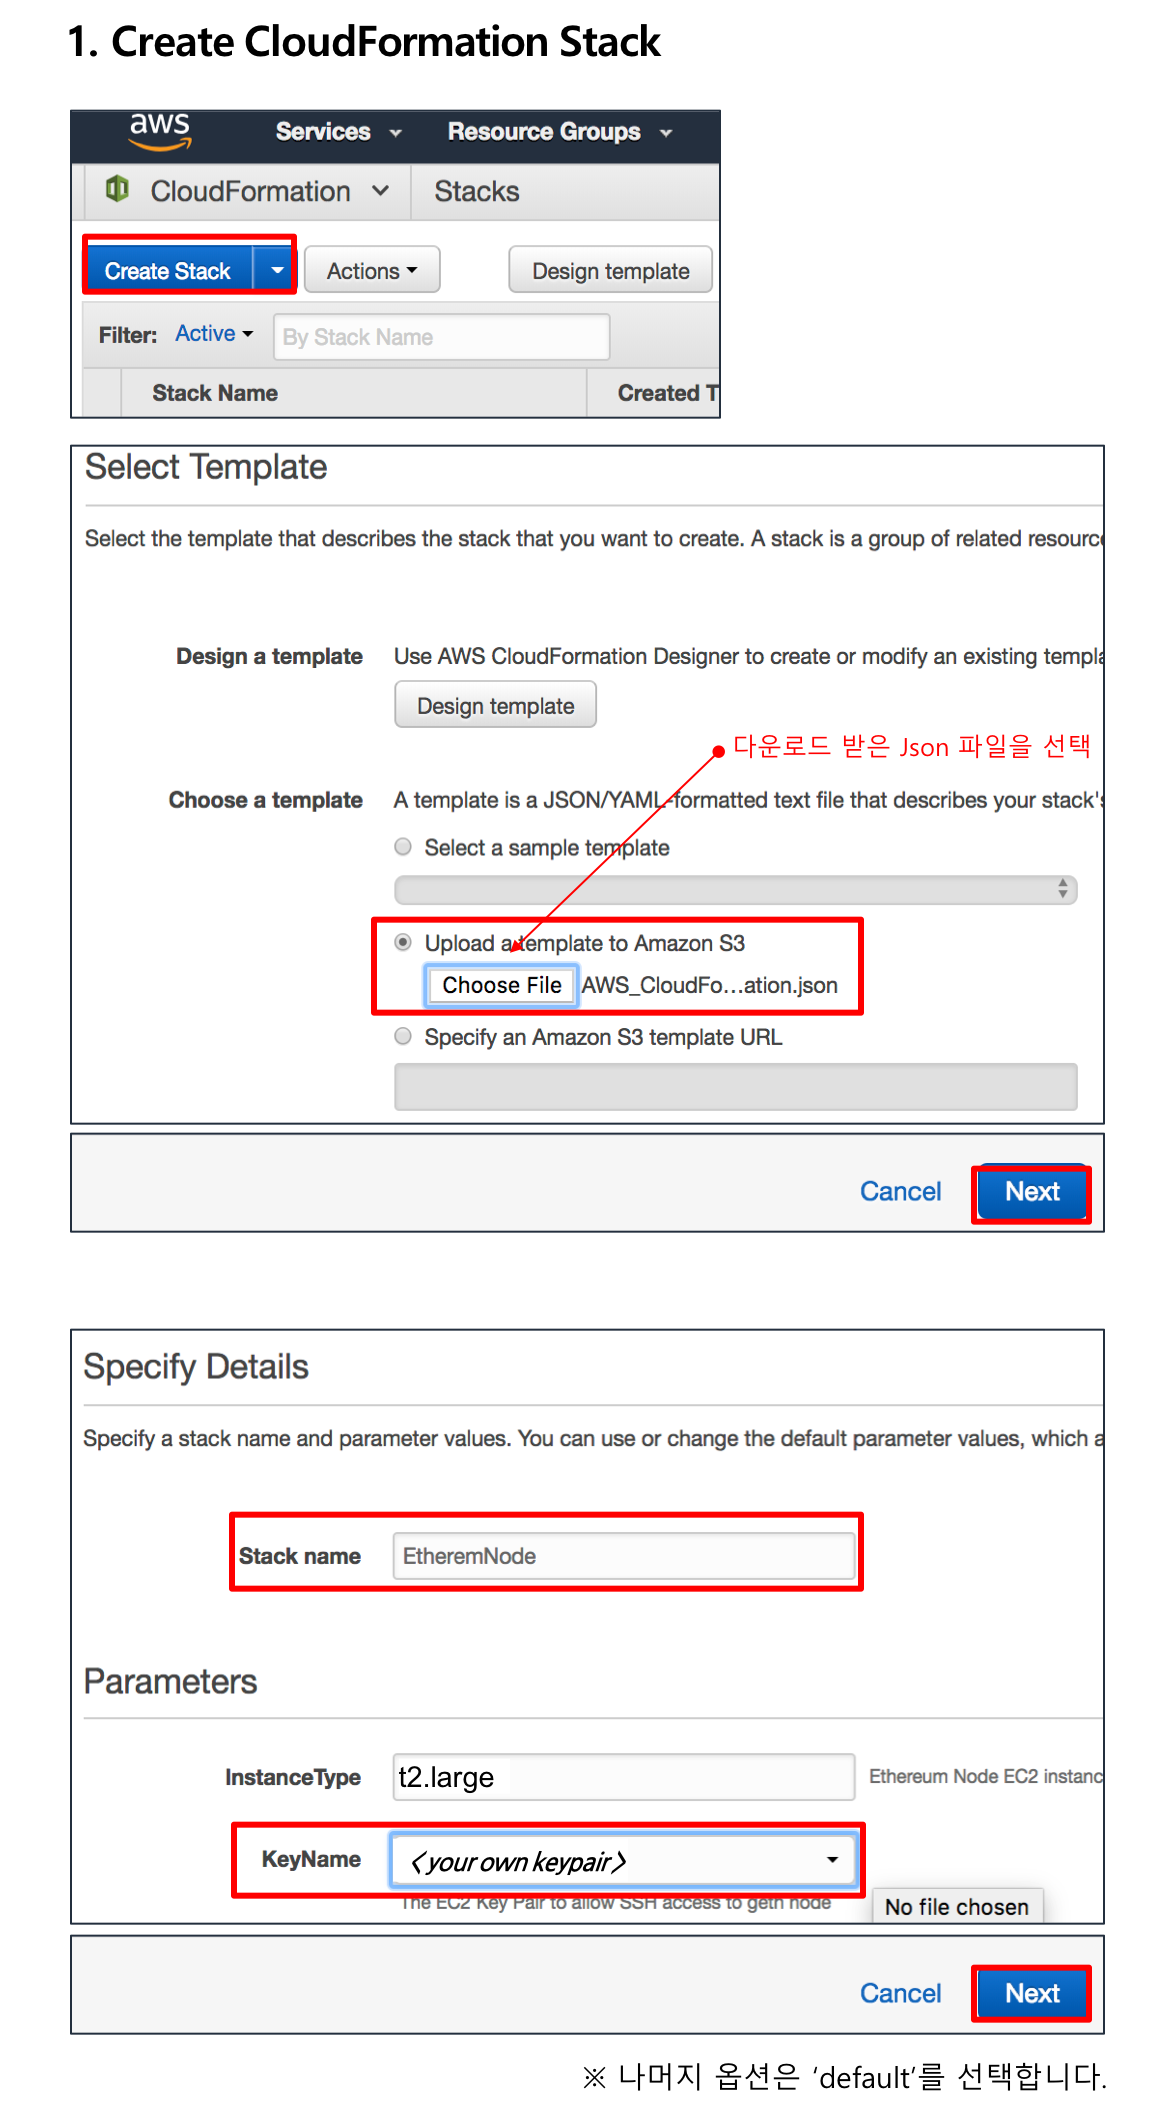 1. Create CloudFormation Stack
aws Services Resource Groups
CloudFormation Stacks
Create Stack Actions Design template
Filter: Active By Stack Name
Stack Name Created T
Select Template
Select the template that describes the stack that you want to create. A stack is a group of related resourc
Design a template Use AWS CloudFormation Designer to create or modify an existing templa
Design template
다운로드 받은 Json 파일을 선택
Choose a template A template is a JSON/YAML-formatted text file that describes your stack's
Select a sample template
Upload a template to Amazon S3
Choose File AWS_CloudFo...ation.json
Specify an Amazon S3 template URL
Cancel Next
Specify Details
Specify a stack name and parameter values. You can use or change the default parameter values, which a
Stack name EtheremNode
Parameters
InstanceType t2.large Ethereum Node EC2 instanc
KeyName <your own keypair>
The EC2 Key Pair to allow SSH access to geth node
No file chosen
Cancel Next
※ 나머지 옵션은 ‘default’를 선택합니다.